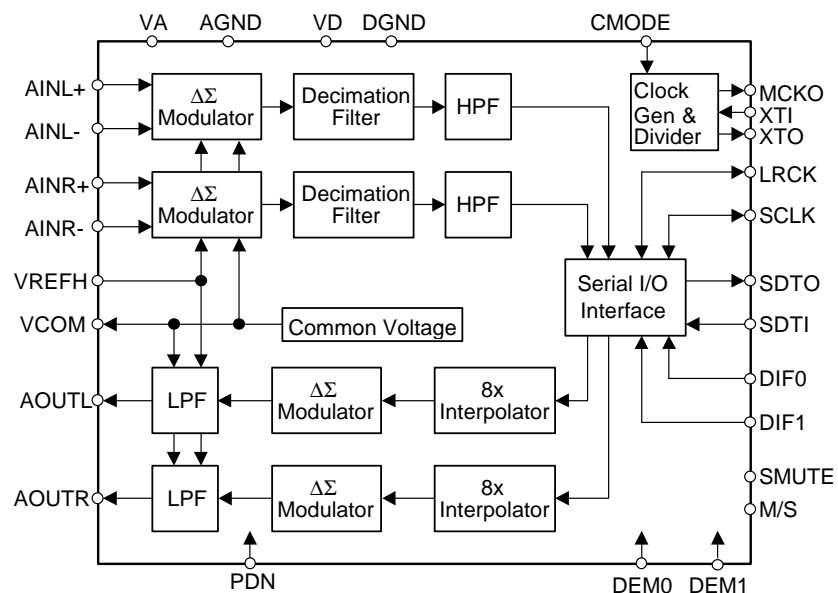 VA AGND VD DGND CMODE
AINL+
AINL-
AINR+
AINR-
VREFH
VCOM
AOUTL
AOUTR
ΔΣ
Modulator
Decimation
Filter
HPF
ΔΣ
Modulator
Decimation
Filter
HPF
Common Voltage
LPF
ΔΣ
Modulator
8x
Interpolator
LPF
ΔΣ
Modulator
8x
Interpolator
Clock
Gen &
Divider
Serial I/O
Interface
MCKO
XTI
XTO
LRCK
SCLK
SDTO
SDTI
DIF0
DIF1
SMUTE
M/S
PDN DEM0 DEM1